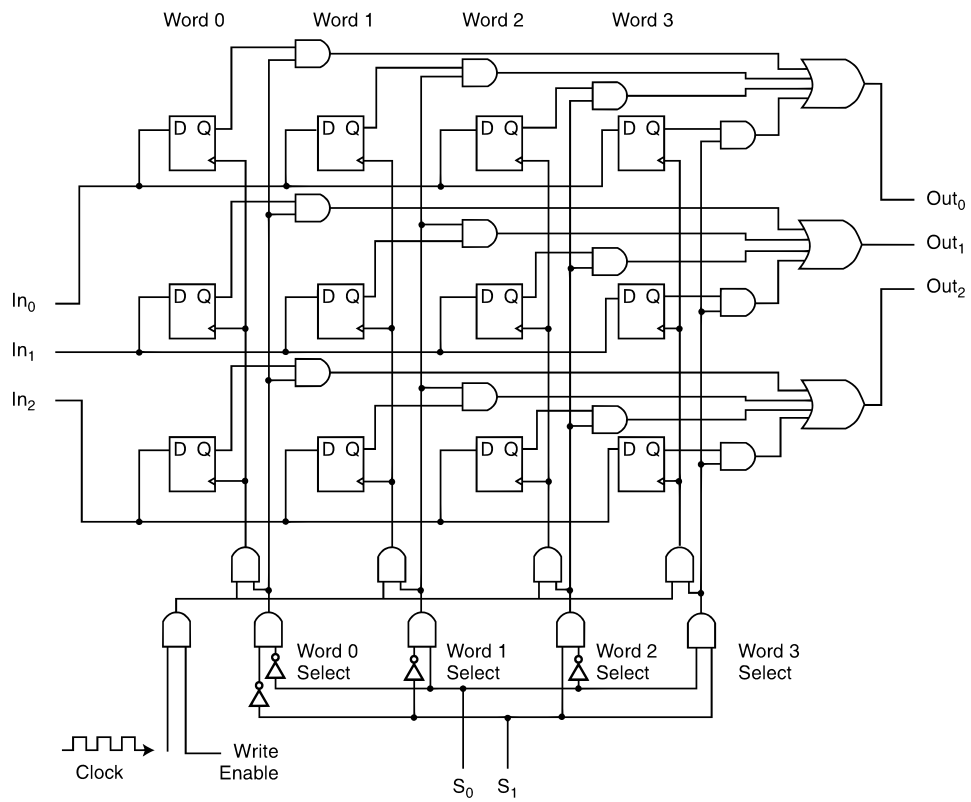 Word 0 Word 1 Word 2 Word 3
D Q D Q D Q D Q
Out₀
Out₁
Out₂
In₀
D Q D Q D Q D Q
In₁
In₂
D Q D Q D Q D Q
Word 0
Select
Word 1
Select
Word 2
Select
Word 3
Select
Clock
Write
Enable
S₀ S₁